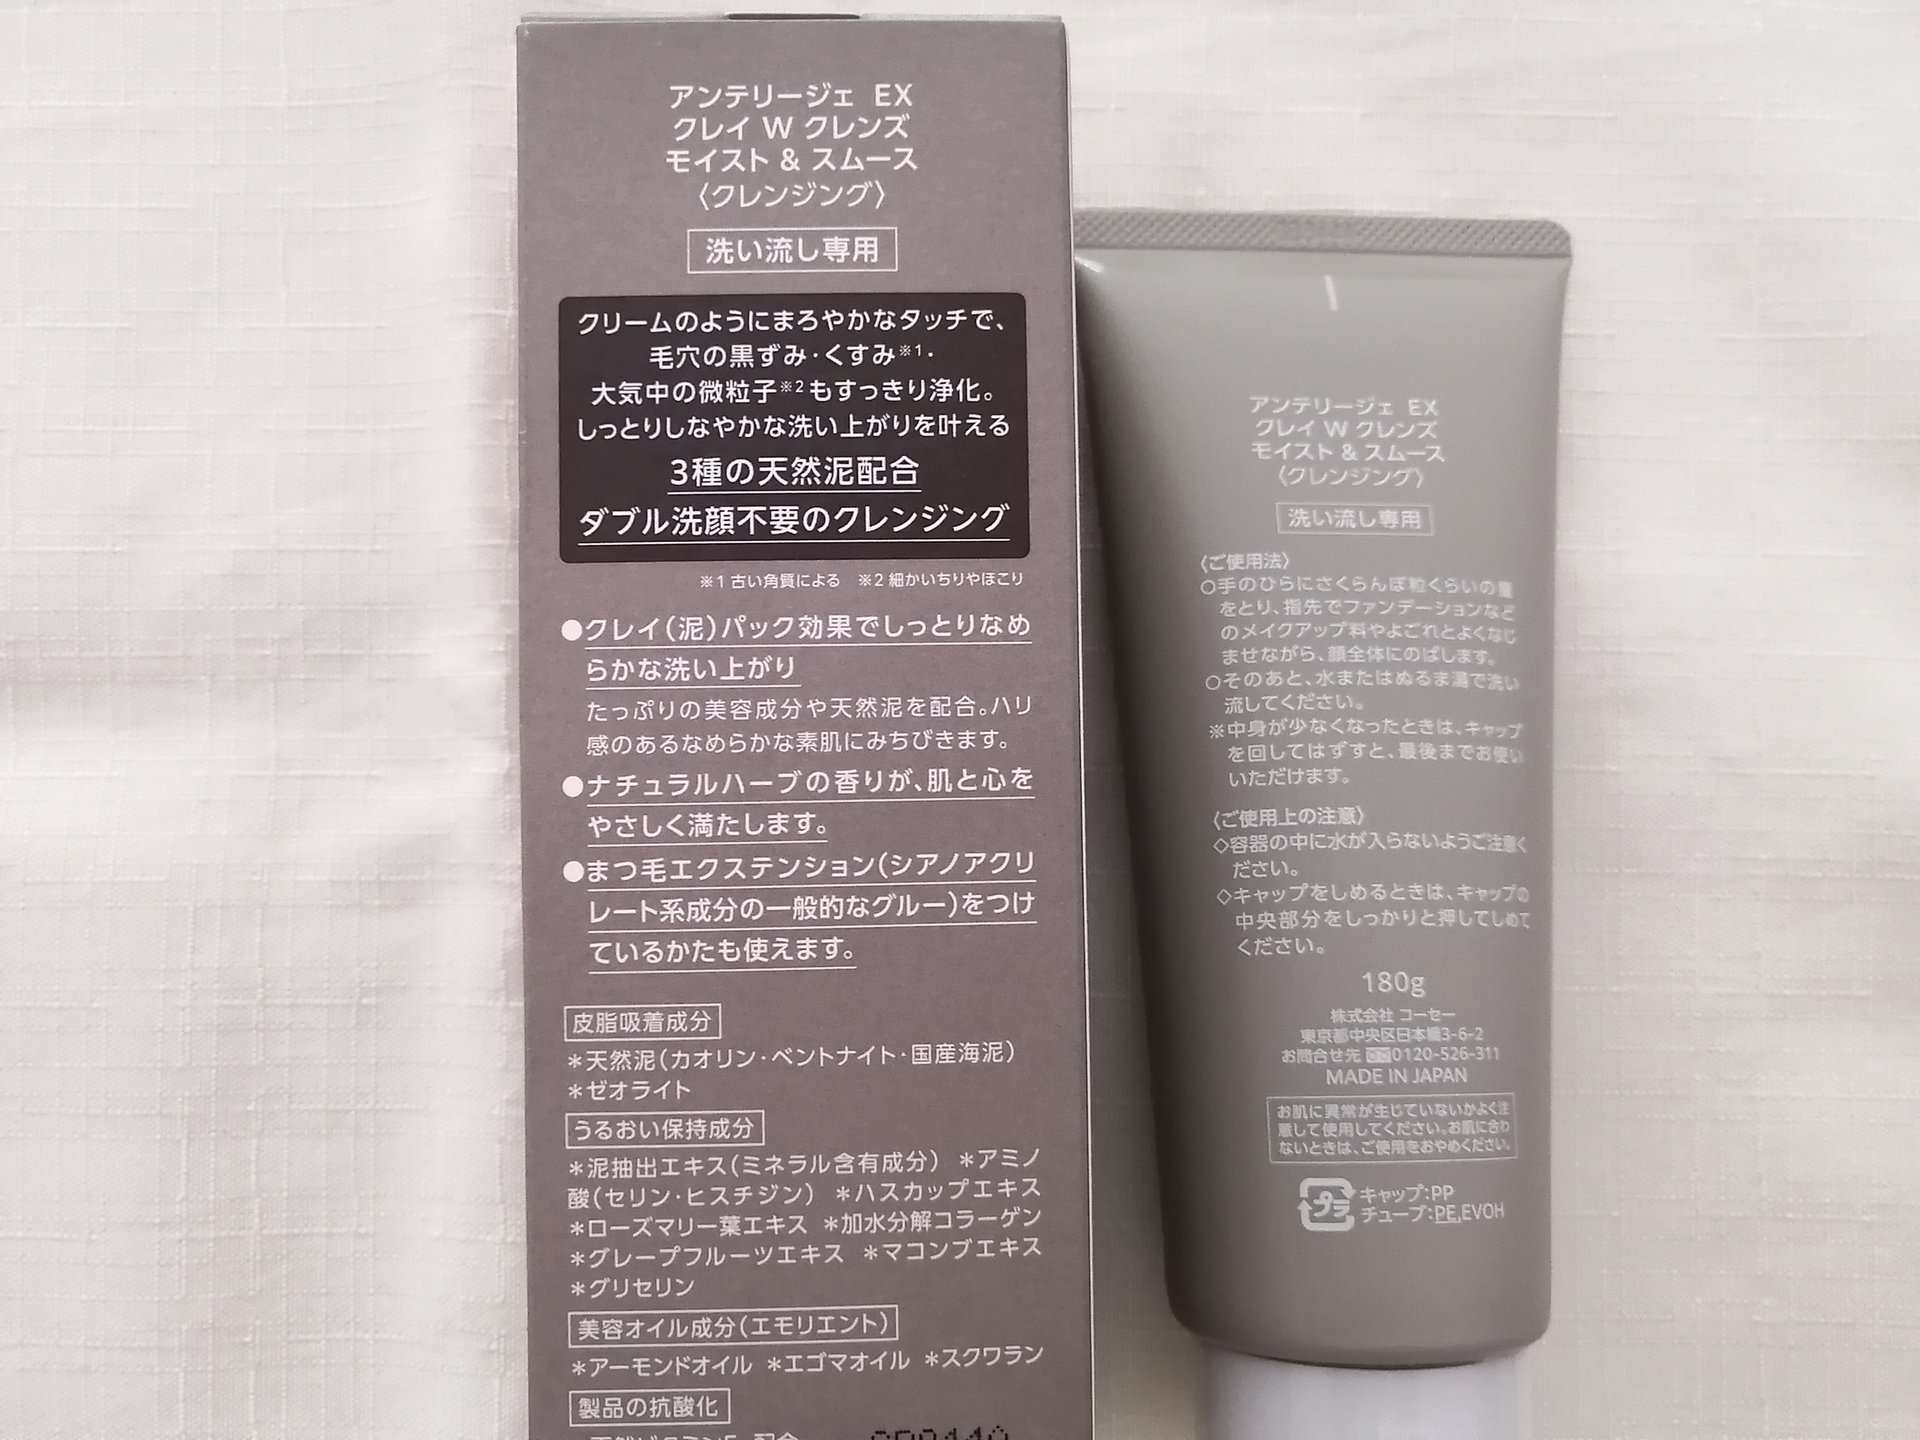 アンテリージェ EX
クレイ W クレンズ
モイスト & スムース
〈クレンジング〉
洗い流し専用
クリームのようにまろやかなタッチで、
毛穴の黒ずみ・くすみ※1・
大気中の微粒子※2もすっきり浄化。
しっとりしなやかな洗い上がりを叶える
3種の天然泥配合
ダブル洗顔不要のクレンジング
※1 古い角質による ※2 細かいちりやほこり
●クレイ(泥)パック効果でしっとりなめ
らかな洗い上がり
たっぷりの美容成分や天然泥を配合。ハリ
感のあるなめらかな素肌にみちびきます。
●ナチュラルハーブの香りが、肌と心を
やさしく満たします。
●まつ毛エクステンション(シアノアクリ
レート系成分の一般的なグルー)をつけ
ているかたも使えます。
皮脂吸着成分
＊天然泥(カオリン・ベントナイト・国産海泥)
＊ゼオライト
うるおい保持成分
＊泥抽出エキス(ミネラル含有成分) ＊アミノ
酸(セリン・ヒスチジン) ＊ハスカップエキス
＊ローズマリー葉エキス ＊加水分解コラーゲン
＊グレープフルーツエキス ＊マコンブエキス
＊グリセリン
美容オイル成分(エモリエント)
＊アーモンドオイル ＊エゴマオイル ＊スクワラン
製品の抗酸化
アンテリージェ EX
クレイ W クレンズ
モイスト & スムース
〈クレンジング〉
洗い流し専用
〈ご使用法〉
○手のひらにさくらんぼ粒くらいの量
をとり、指先でファンデーションなど
のメイクアップ料やよごれとよくなじ
ませながら、顔全体にのばします。
○そのあと、水またはぬるま湯で洗い
流してください。
※中身が少なくなったときは、キャップ
を回してはずすと、最後までお使い
いただけます。
〈ご使用上の注意〉
◇容器の中に水が入らないようご注意く
ださい。
◇キャップをしめるときは、キャップの
中央部分をしっかりと押してしめて
ください。
180g
株式会社 コーセー
東京都中央区日本橋3-6-2
お問合せ先 0120-526-311
MADE IN JAPAN
お肌に異常が生じていないかよく注
意して使用してください。お肌に合わ
ないときは、ご使用をおやめください。
プラ
キャップ:PP
チューブ:PE,EVOH